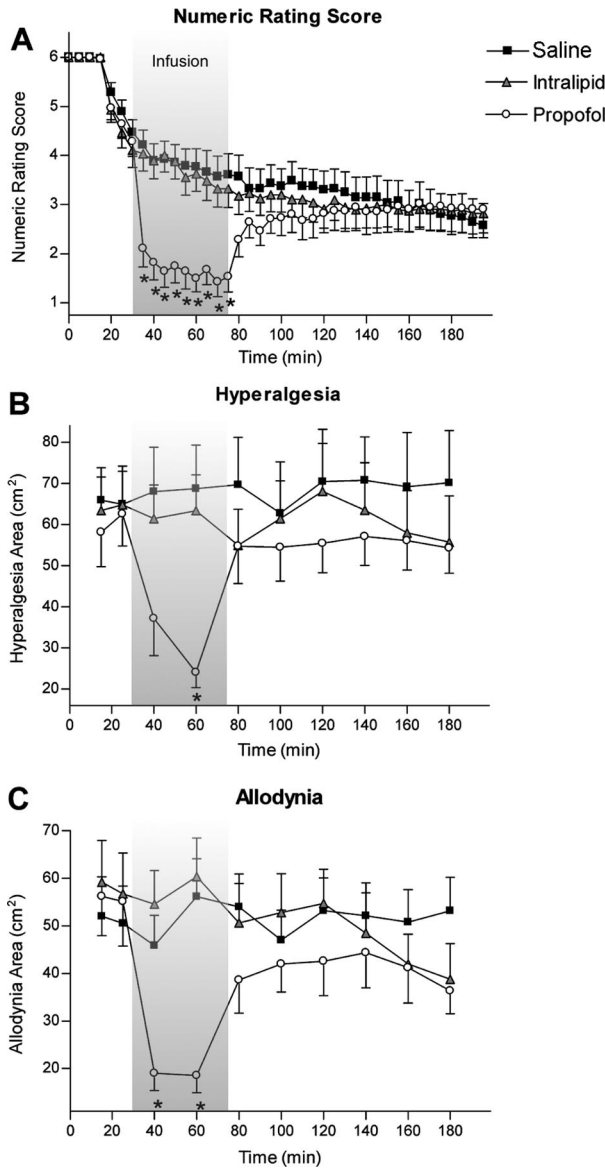 Numeric Rating Score
A
Infusion
Saline
Intralipid
Propofol
Numeric Rating Score
6
5
4
3
2
1
* * * * * * * * *
0 20 40 60 80 100 120 140 160 180
Time (min)
B
Hyperalgesia
Hyperalgesia Area (cm²)
80
70
60
50
40
30
20
*
0 20 40 60 80 100 120 140 160 180
Time (min)
C
Allodynia
Allodynia Area (cm²)
70
60
50
40
30
20
* *
0 20 40 60 80 100 120 140 160 180
Time (min)